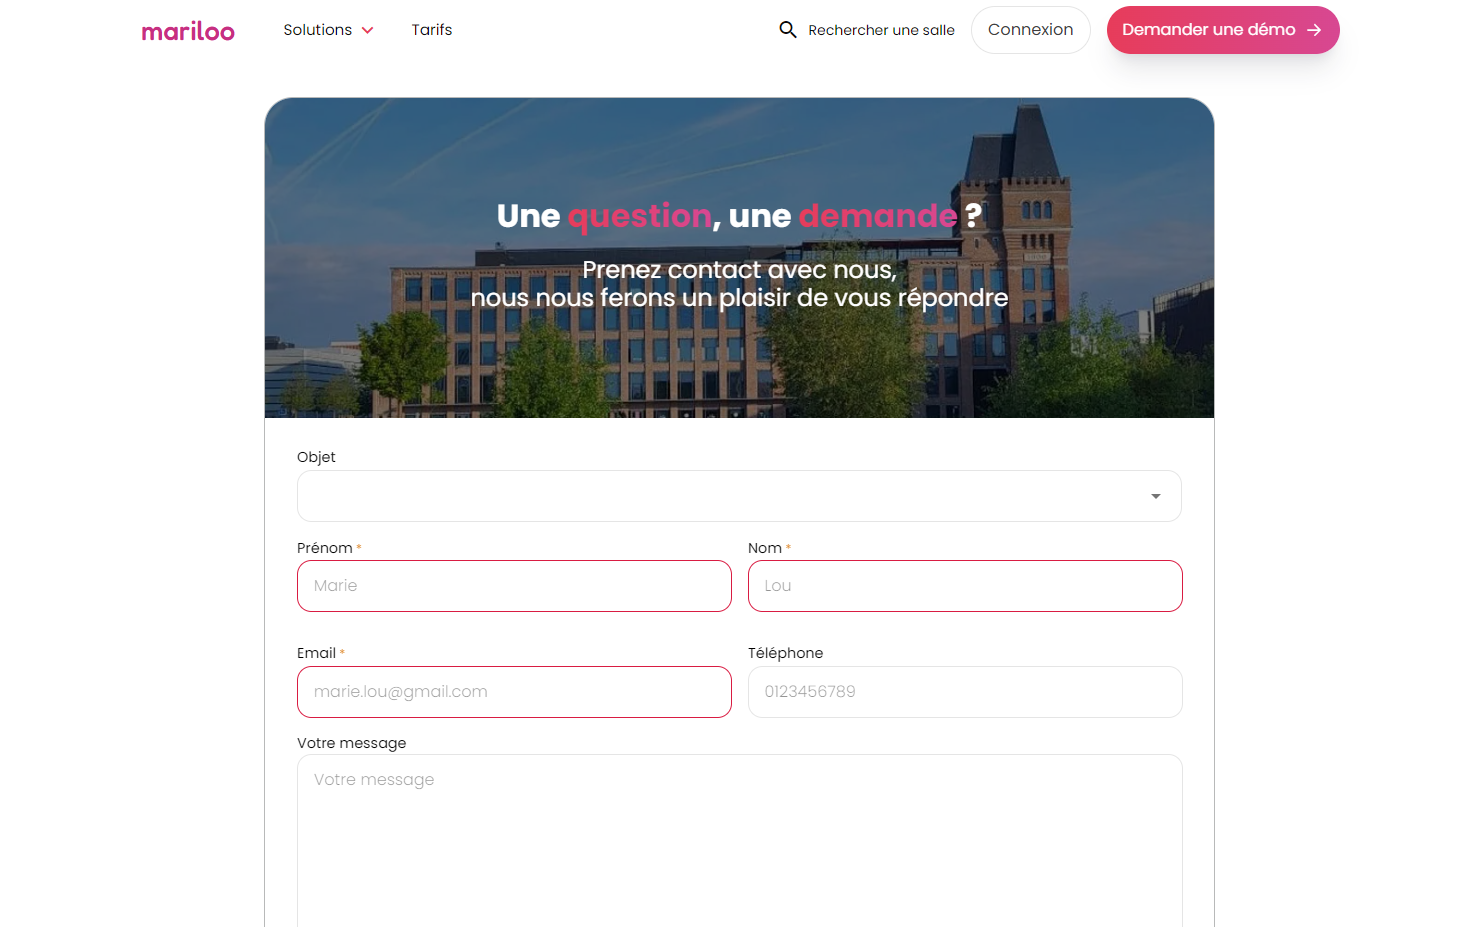 mariloo
Solutions
Tarifs
Rechercher une salle
Connexion
Demander une démo
Une question, une demande ?
Prenez contact avec nous,
nous nous ferons un plaisir de vous répondre
Objet
Prénom *
Nom *
Marie
Lou
Email *
Téléphone
marie.lou@gmail.com
0123456789
Votre message
Votre message